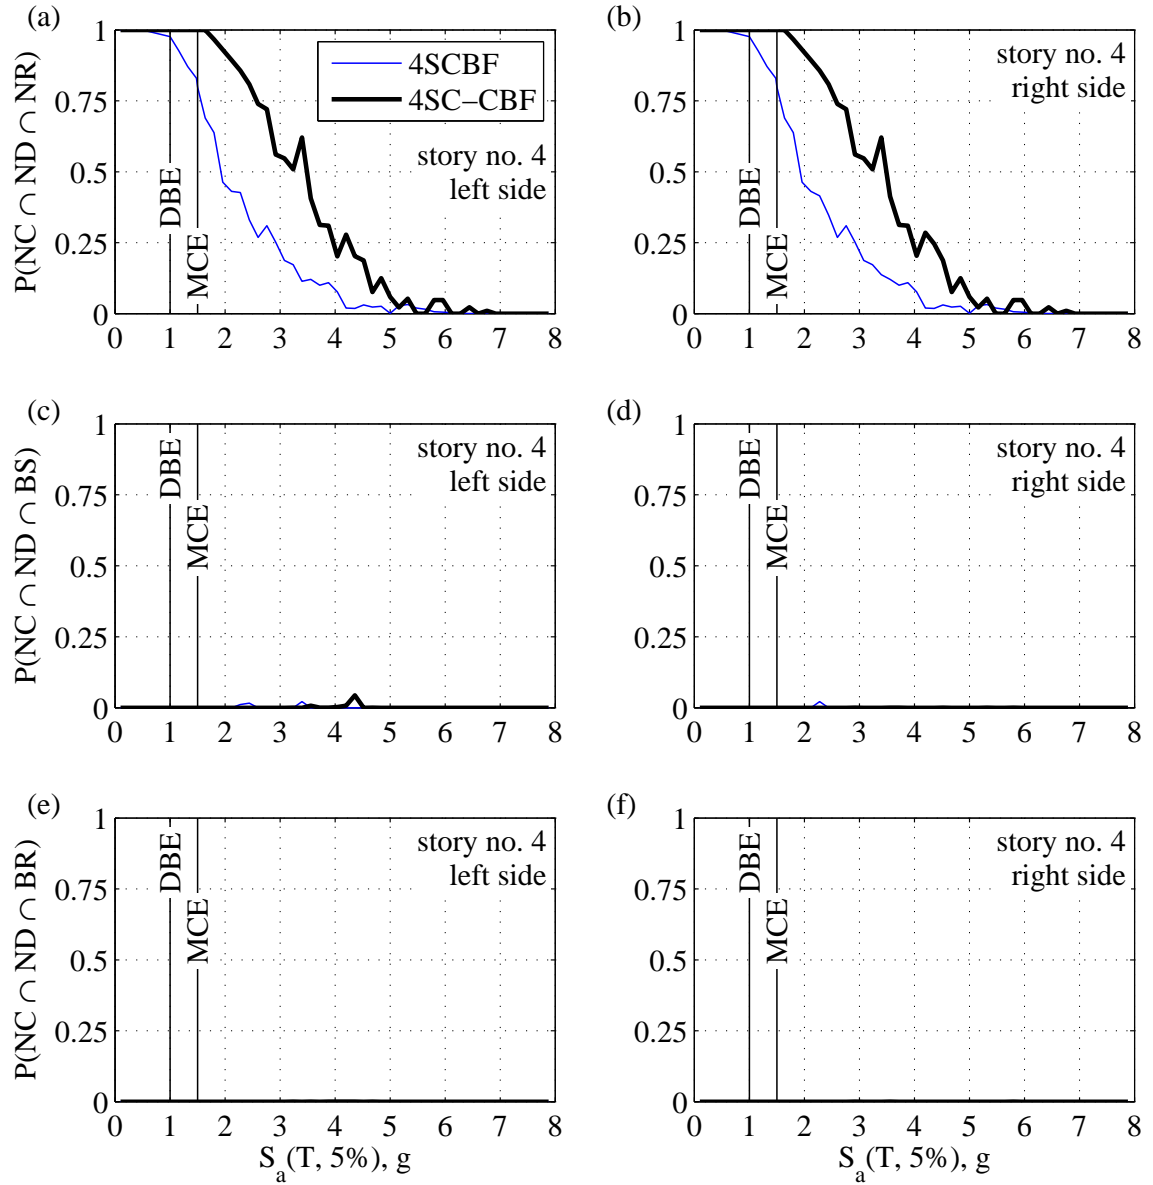 (a)
P(NC ∩ ND ∩ NR)
1
0.75
0.5
0.25
0
DBE
MCE
4SCBF
4SC−CBF
story no. 4
left side
0 1 2 3 4 5 6 7 8
(b)
1
0.75
0.5
0.25
0
DBE
MCE
story no. 4
right side
0 1 2 3 4 5 6 7 8
(c)
P(NC ∩ ND ∩ BS)
1
0.75
0.5
0.25
0
DBE
MCE
story no. 4
left side
0 1 2 3 4 5 6 7 8
(d)
1
0.75
0.5
0.25
0
DBE
MCE
story no. 4
right side
0 1 2 3 4 5 6 7 8
(e)
P(NC ∩ ND ∩ BR)
1
0.75
0.5
0.25
0
DBE
MCE
story no. 4
left side
0 1 2 3 4 5 6 7 8
S_a(T, 5%), g
(f)
1
0.75
0.5
0.25
0
DBE
MCE
story no. 4
right side
0 1 2 3 4 5 6 7 8
S_a(T, 5%), g